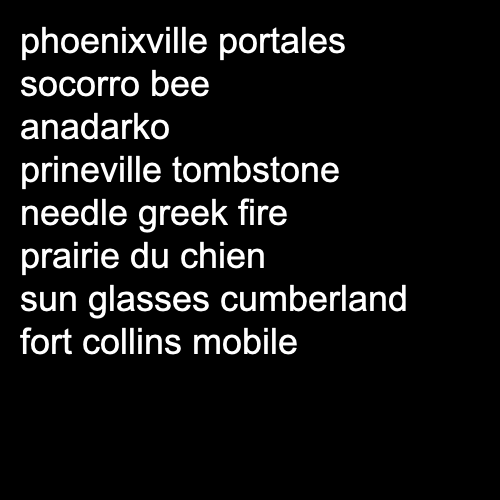 phoenixville portales
socorro bee
anadarko
prineville tombstone
needle greek fire
prairie du chien
sun glasses cumberland
fort collins mobile